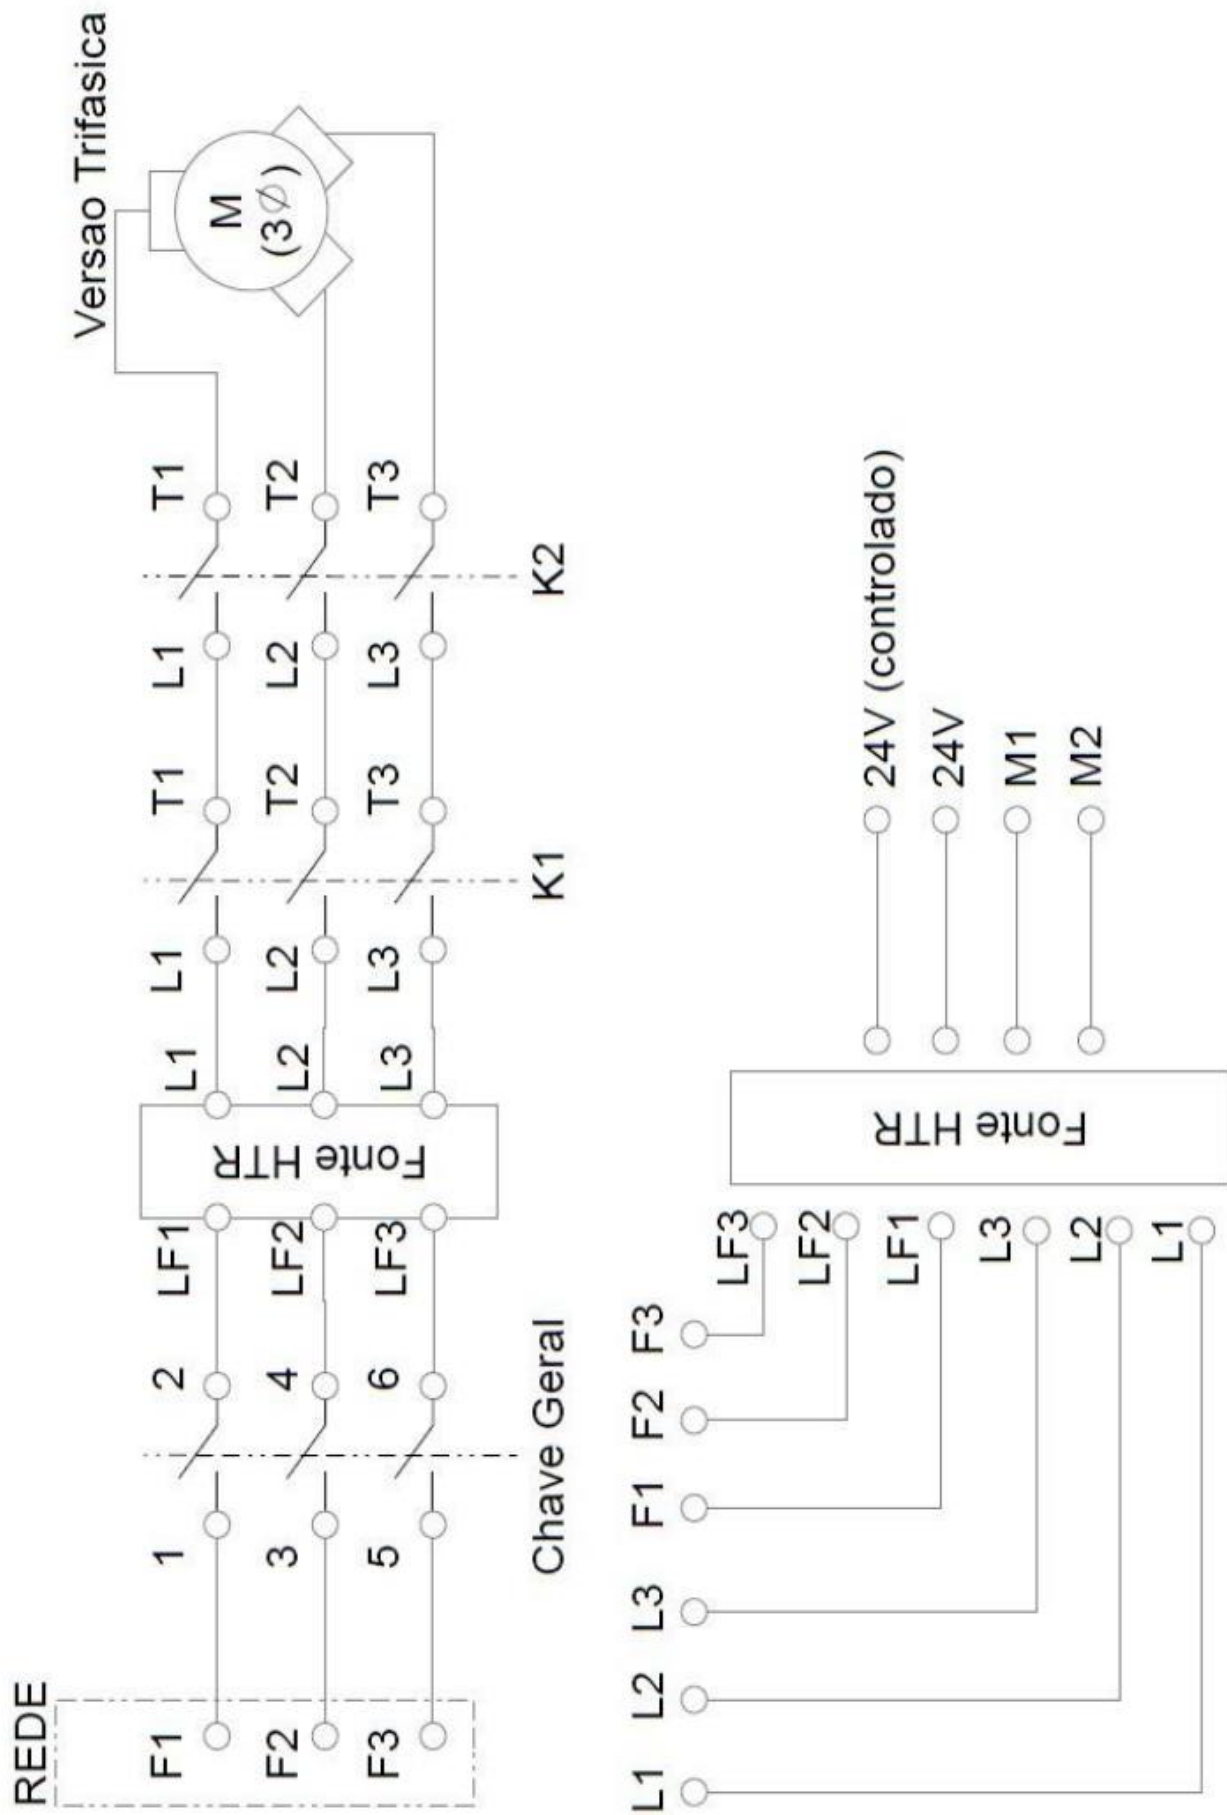 Versao Trifasica
REDE
F1
1
2
LF1
L1
L1
T1
L1
T1
F2
3
4
LF2
L2
L2
T2
L2
T2
F3
5
6
LF3
L3
L3
T3
L3
T3
Fonte HTR
M
(3Ø)
Chave Geral
K1
K2
L1
L2
L3
F1
F2
F3
LF3
LF2
LF1
L3
L2
L1
Fonte HTR
24V (controlado)
24V
M1
M2